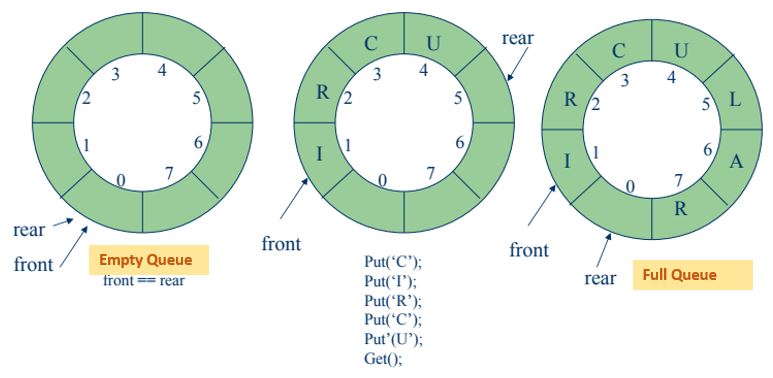 3
4
2
5
1
6
0
7
rear
front
Empty Queue
front == rear
C
U
rear
R
3
4
2
5
I
1
6
0
7
front
Put(‘C’);
Put(‘I’);
Put(‘R’);
Put(‘C’);
Put’(U’);
Get();
C
U
R
3
4
L
2
5
I
1
6
A
0
7
R
front
rear
Full Queue